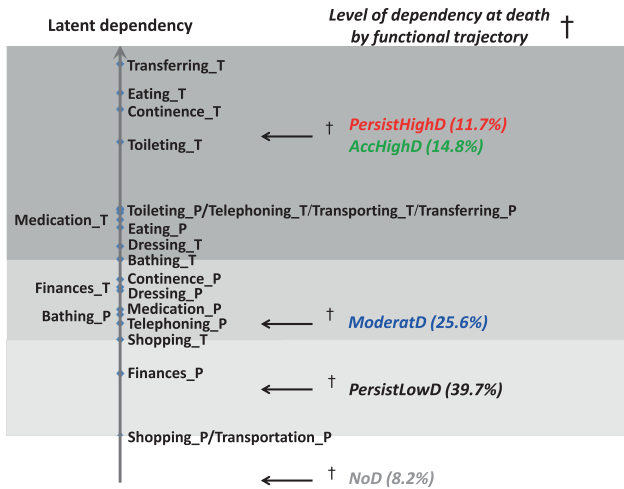 Latent dependency
Level of dependency at death †
by functional trajectory
Transferring_T
Eating_T
Continence_T
† PersistHighD (11.7%)
Toileting_T
AccHighD (14.8%)
Toileting_P/Telephoning_T/Transporting_T/Transferring_P
Medication_T
Eating_P
Dressing_T
Bathing_T
Continence_P
Finances_T
Dressing_P
Medication_P
Bathing_P
Telephoning_P
† ModeratD (25.6%)
Shopping_T
Finances_P
† PersistLowD (39.7%)
Shopping_P/Transportation_P
† NoD (8.2%)